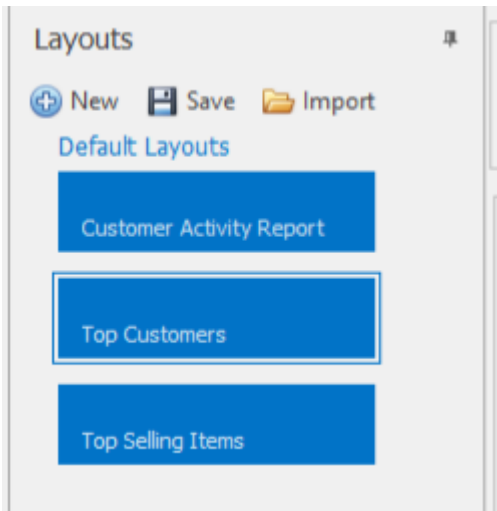 Layouts
New Save Import
Default Layouts
Customer Activity Report
Top Customers
Top Selling Items